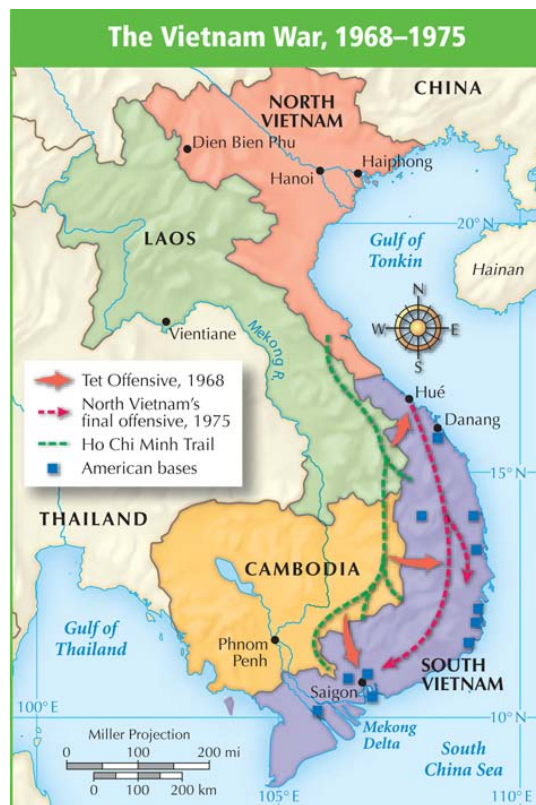 The Vietnam War, 1968–1975
CHINA
NORTH
VIETNAM
Dien Bien Phu
Haiphong
Hanoi
20°N
LAOS
Gulf of
Tonkin
Hainan
N
W
E
S
Vientiane
Mekong R.
Tet Offensive, 1968
North Vietnam's
final offensive, 1975
Ho Chi Minh Trail
American bases
Hué
Danang
15°N
THAILAND
CAMBODIA
Gulf of
Thailand
Phnom
Penh
SOUTH
VIETNAM
Saigon
100°E
10°N
Mekong
Delta
South
China Sea
Miller Projection
0 100 200 mi
0 100 200 km
105°E
110°E